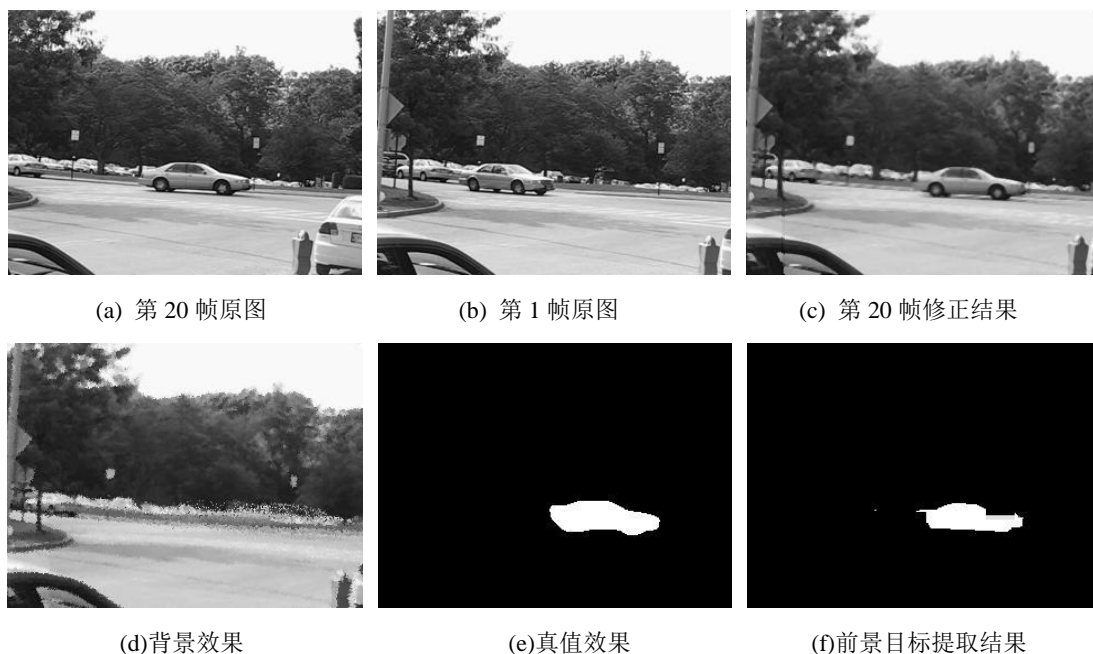 (a) 第 20 帧原图
(b) 第 1 帧原图
(c) 第 20 帧修正结果
(d)背景效果
(e)真值效果
(f)前景目标提取结果